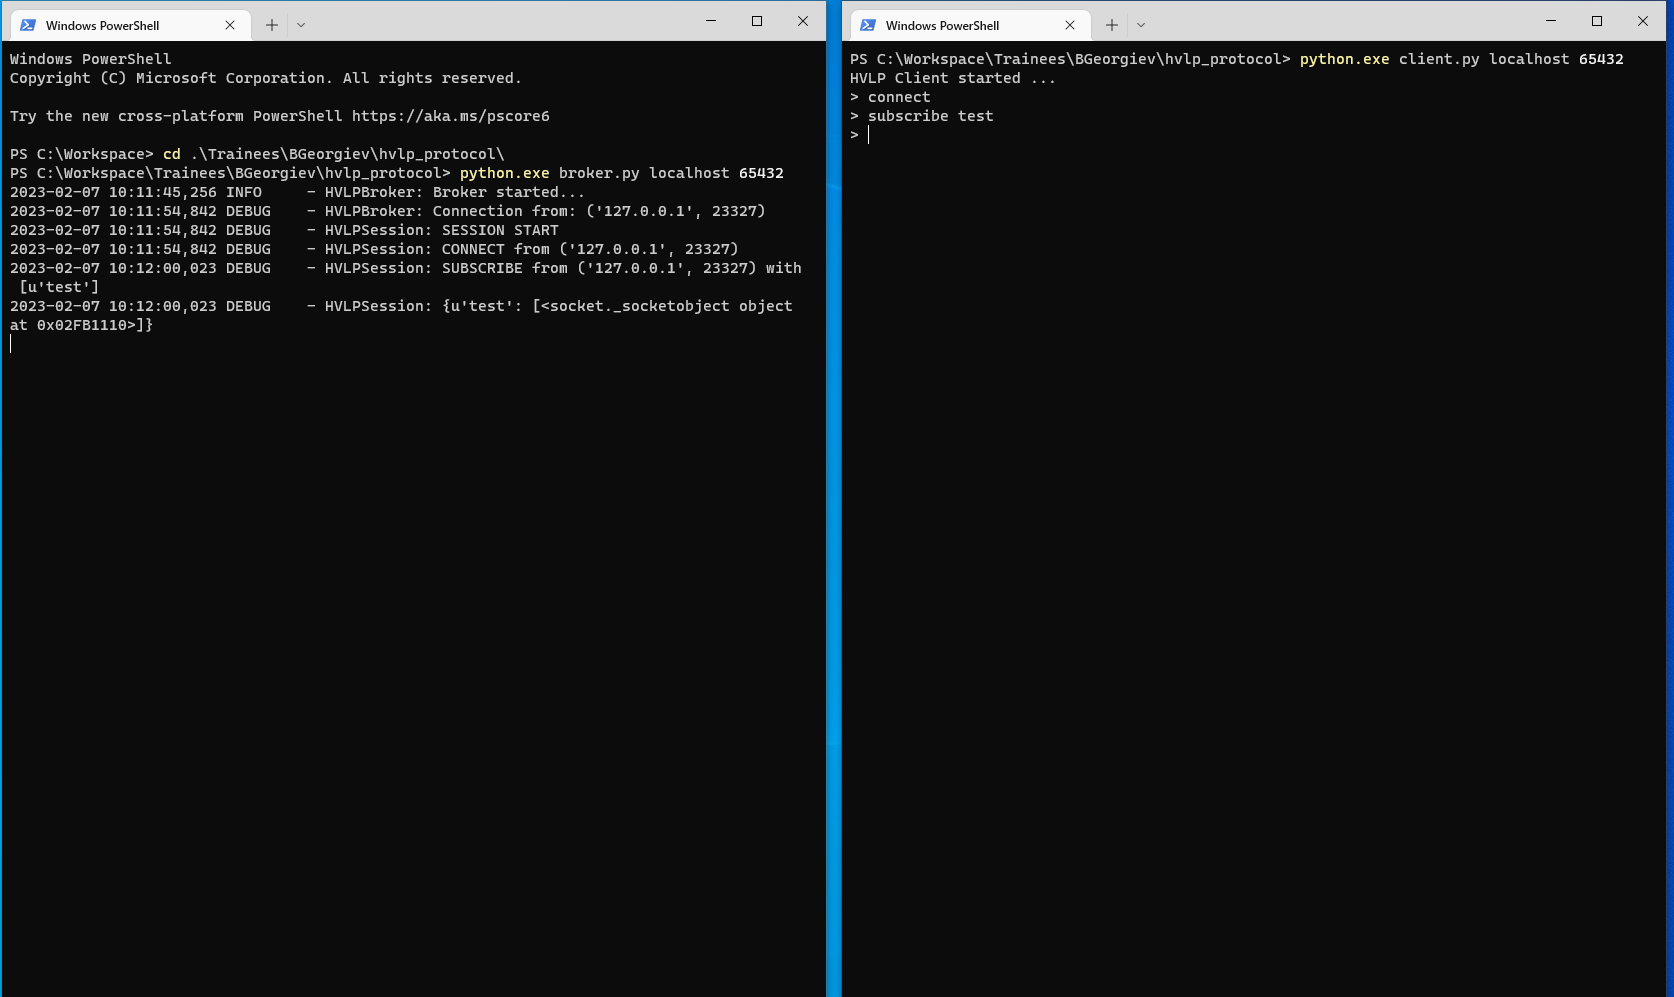 Windows PowerShell
Windows PowerShell
Copyright (C) Microsoft Corporation. All rights reserved.
Try the new cross-platform PowerShell https://aka.ms/pscore6
PS C:\Workspace> cd .\Trainees\BGeorgiev\hvlp_protocol\
PS C:\Workspace\Trainees\BGeorgiev\hvlp_protocol> python.exe broker.py localhost 65432
2023-02-07 10:11:45,256 INFO     - HVLPBroker: Broker started...
2023-02-07 10:11:54,842 DEBUG    - HVLPBroker: Connection from: ('127.0.0.1', 23327)
2023-02-07 10:11:54,842 DEBUG    - HVLPSession: SESSION START
2023-02-07 10:11:54,842 DEBUG    - HVLPSession: CONNECT from ('127.0.0.1', 23327)
2023-02-07 10:12:00,023 DEBUG    - HVLPSession: SUBSCRIBE from ('127.0.0.1', 23327) with
[u'test']
2023-02-07 10:12:00,023 DEBUG    - HVLPSession: {u'test': [<socket._socketobject object
at 0x02FB1110>]}
Windows PowerShell
PS C:\Workspace\Trainees\BGeorgiev\hvlp_protocol> python.exe client.py localhost 65432
HVLP Client started ...
> connect
> subscribe test
>